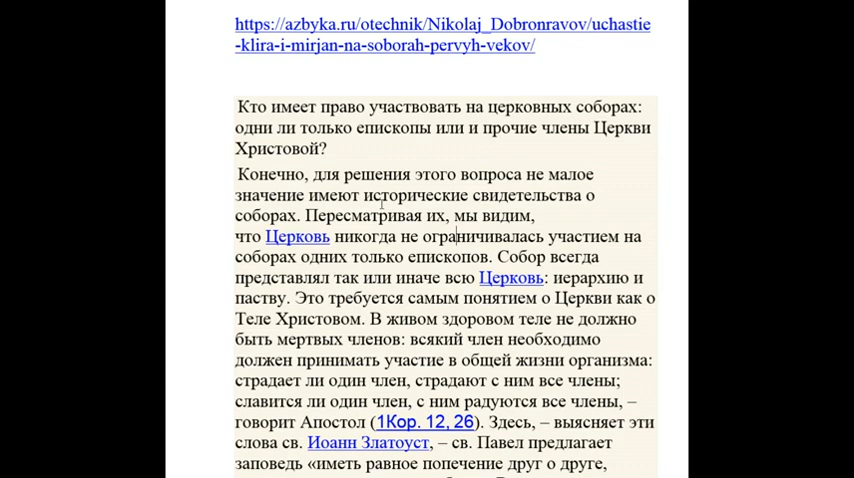 https://azbyka.ru/otechnik/Nikolaj_Dobronravov/uchastie
-klira-i-mirjan-na-soborah-pervyh-vekov/
Кто имеет право участвовать на церковных соборах:
одни ли только епископы или и прочие члены Церкви
Христовой?
Конечно, для решения этого вопроса не малое
значение имеют исторические свидетельства о
соборах. Пересматривая их, мы видим,
что Церковь никогда не ограничивалась участием на
соборах одних только епископов. Собор всегда
представлял так или иначе всю Церковь: иерархию и
паству. Это требуется самым понятием о Церкви как о
Теле Христовом. В живом здоровом теле не должно
быть мертвых членов: всякий член необходимо
должен принимать участие в общей жизни организма:
страдает ли один член, страдают с ним все члены;
славится ли один член, с ним радуются все члены, –
говорит Апостол (1Кор. 12, 26). Здесь, – выясняет эти
слова св. Иоанн Златоуст, – св. Павел предлагает
заповедь «иметь равное попечение друг о друге,